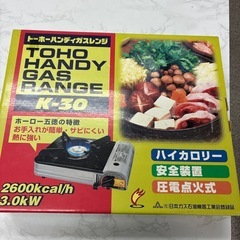 トーホーハンディガスレンジ
TOHO
HANDY
GAS
RANGE
K-30
ホーロー五徳の特徴
お手入れが簡単・サビにくい
熱に強い
ハイカロリー
安全装置
圧電点火式
2600kcal/h
3.0kW
日本ガス石油機器工業会登録品